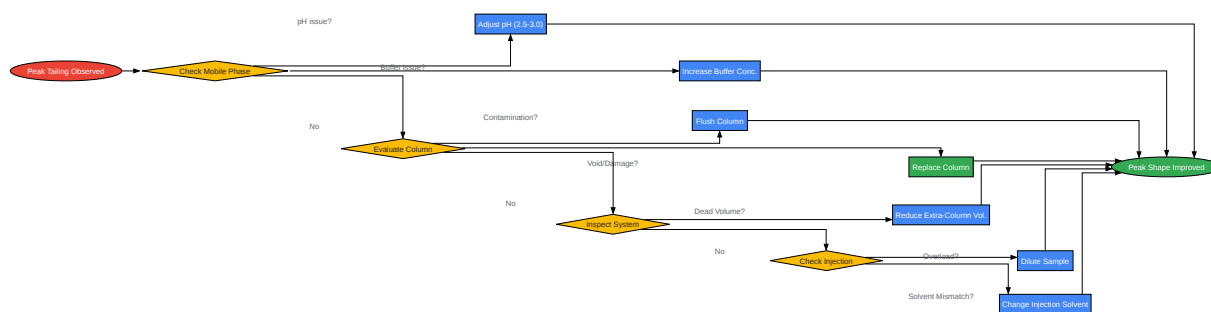 pH issue?
Adjust pH (2.5-3.0)
Peak Tailing Observed
Check Mobile Phase
Buffer issue?
Increase Buffer Conc.
Contamination?
Flush Column
No
Evaluate Column
Void/Damage?
Replace Column
Peak Shape Improved
No
Dead Volume?
Reduce Extra-Column Vol.
Inspect System
No
Check Injection
Overload?
Dilute Sample
Solvent Mismatch?
Change Injection Solvent